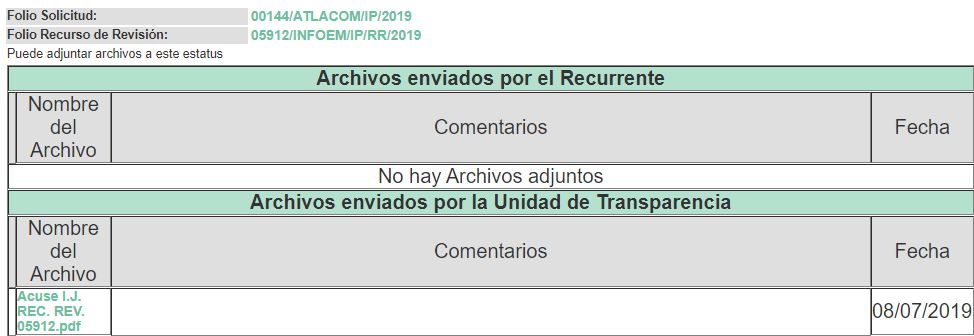 Folio Solicitud: 00144/ATLACOM/IP/2019
Folio Recurso de Revisión: 05912/INFOEM/IP/RR/2019
Puede adjuntar archivos a este estatus
Archivos enviados por el Recurrente
Nombre
del
Archivo
Comentarios
Fecha
No hay Archivos adjuntos
Archivos enviados por la Unidad de Transparencia
Nombre
del
Archivo
Comentarios
Fecha
Acuse I.J.
REC. REV.
05912.pdf
08/07/2019